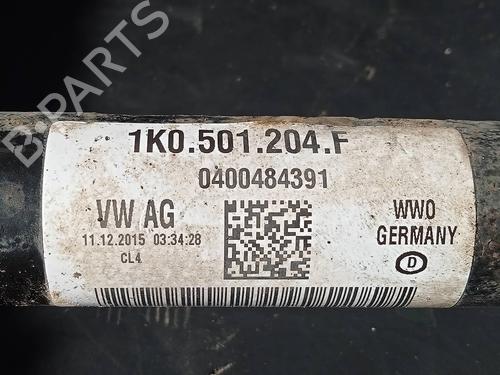 B-PARTS
1K0.501.204.F
0400484391
VW AG
11.12.2015 03:34:28
CL4
WWO
GERMANY
D